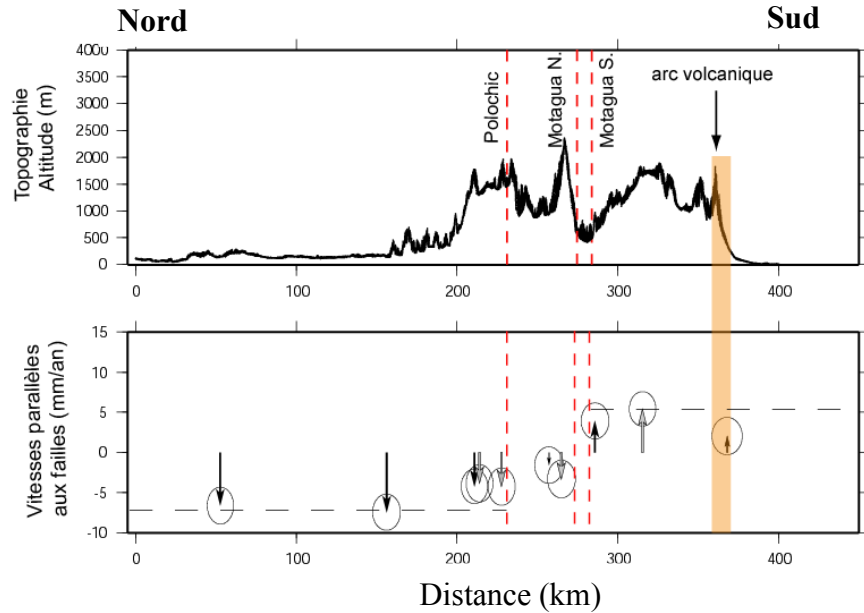 Nord
Sud
Topographie
Altitude (m)
4000
3500
3000
2500
2000
1500
1000
500
0
Polochic
Motagua N.
Motagua S.
arc volcanique
0
100
200
300
400
Vitesses parallèles
aux failles (mm/an)
15
10
5
0
-5
-10
0
100
200
300
400
Distance (km)